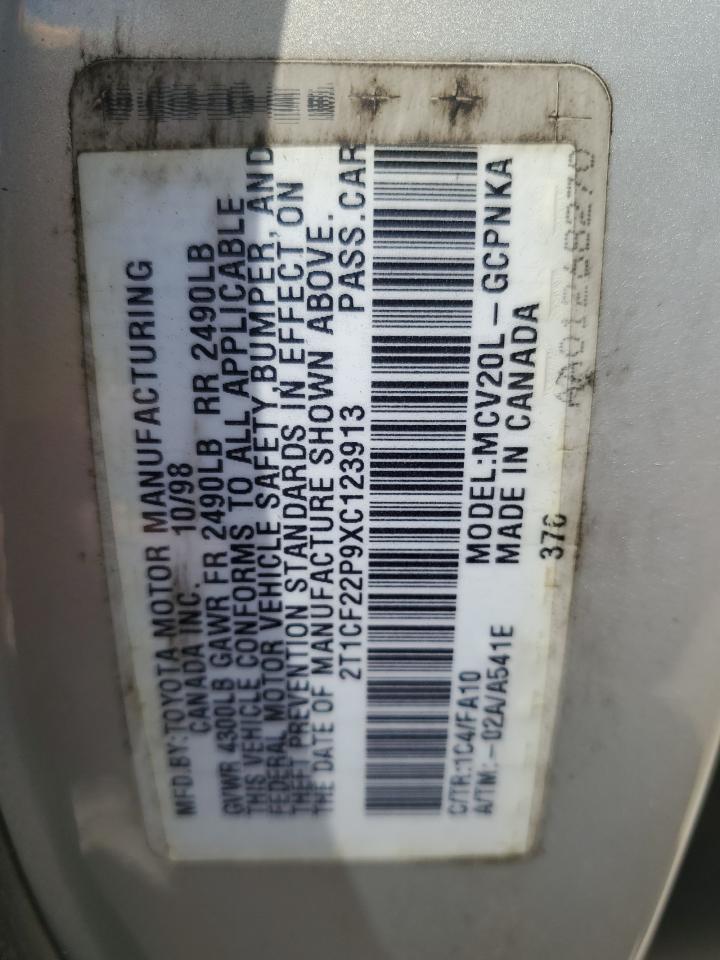 MFD.BY:TOYOTA MOTOR MANUFACTURING
CANADA INC. 10/98
GVWR 4300LB GAWR FR 2490LB RR 2490LB
THIS VEHICLE CONFORMS TO ALL APPLICABLE
FEDERAL MOTOR VEHICLE SAFETY,BUMPER, AND
THEFT PREVENTION STANDARDS IN EFFECT ON
THE DATE OF MANUFACTURE SHOWN ABOVE.
2T1CF22P9XC123913 PASS.CAR
C/TR:1C4/FA10 MODEL:MCV20L-GCPNKA
A/TM:-02A/A541E MADE IN CANADA
376